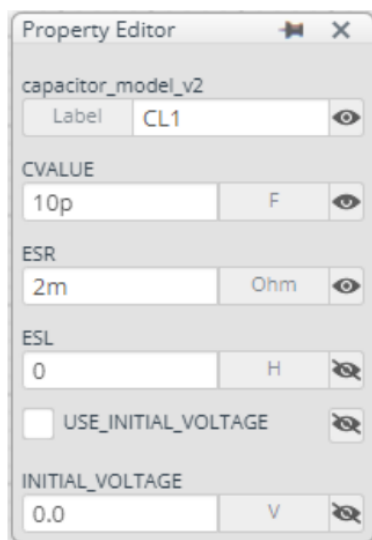 Property Editor
capacitor_model_v2
Label CL1
CVALUE
10p F
ESR
2m Ohm
ESL
0 H
USE_INITIAL_VOLTAGE
INITIAL_VOLTAGE
0.0 V